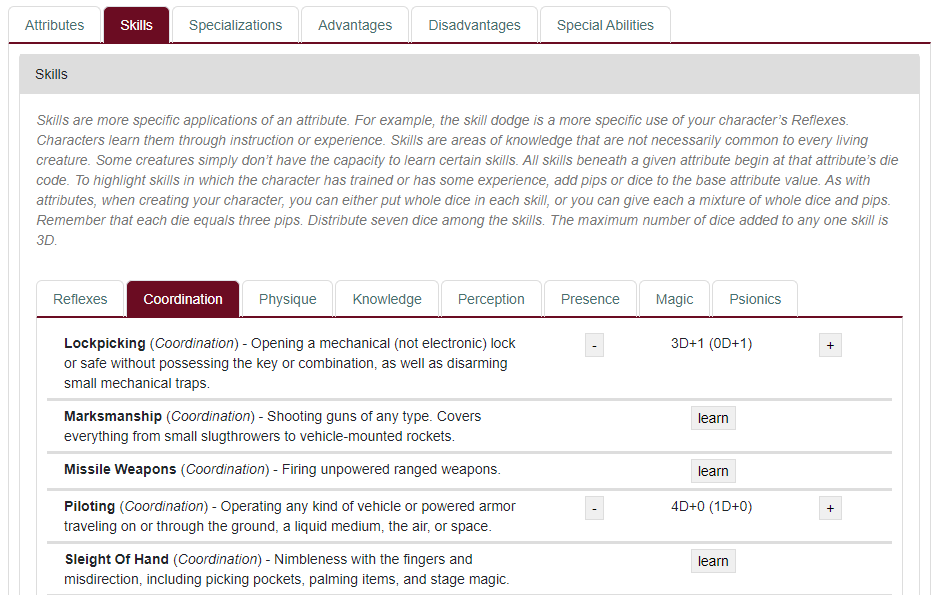 Attributes Skills Specializations Advantages Disadvantages Special Abilities
Skills
Skills are more specific applications of an attribute. For example, the skill dodge is a more specific use of your character’s Reflexes.
Characters learn them through instruction or experience. Skills are areas of knowledge that are not necessarily common to every living
creature. Some creatures simply don’t have the capacity to learn certain skills. All skills beneath a given attribute begin at that attribute’s die
code. To highlight skills in which the character has trained or has some experience, add pips or dice to the base attribute value. As with
attributes, when creating your character, you can either put whole dice in each skill, or you can give each a mixture of whole dice and pips.
Remember that each die equals three pips. Distribute seven dice among the skills. The maximum number of dice added to any one skill is
3D.
Reflexes Coordination Physique Knowledge Perception Presence Magic Psionics
Lockpicking (Coordination) - Opening a mechanical (not electronic) lock - 3D+1 (0D+1) +
or safe without possessing the key or combination, as well as disarming
small mechanical traps.
Marksmanship (Coordination) - Shooting guns of any type. Covers learn
everything from small slugthrowers to vehicle-mounted rockets.
Missile Weapons (Coordination) - Firing unpowered ranged weapons. learn
Piloting (Coordination) - Operating any kind of vehicle or powered armor - 4D+0 (1D+0) +
traveling on or through the ground, a liquid medium, the air, or space.
Sleight Of Hand (Coordination) - Nimbleness with the fingers and learn
misdirection, including picking pockets, palming items, and stage magic.